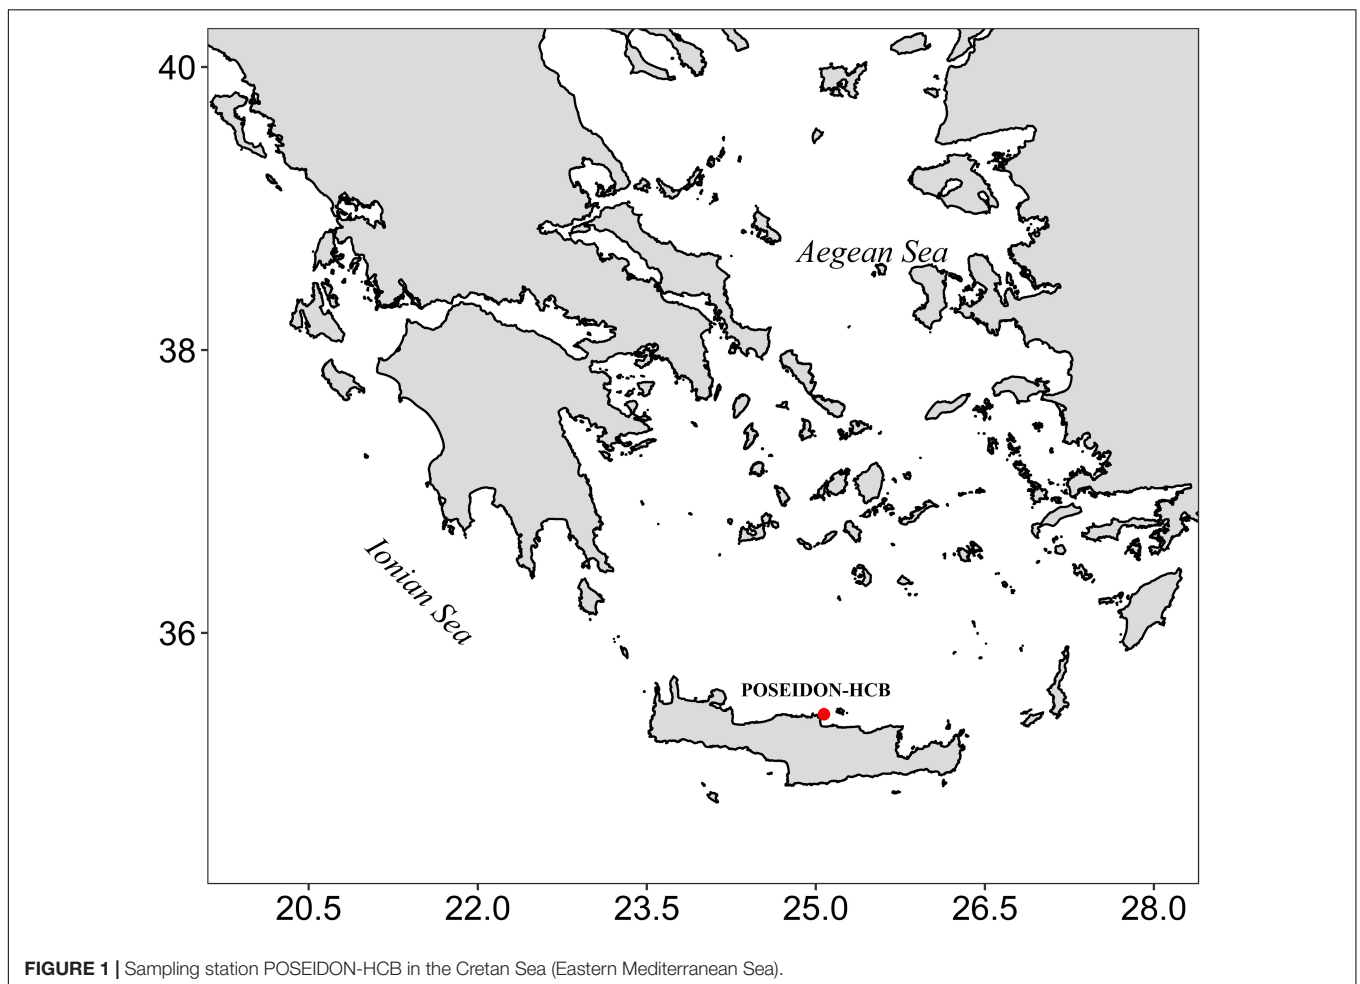 40
Aegean Sea
38
Ionian Sea
36
POSEIDON-HCB
20.5 22.0 23.5 25.0 26.5 28.0
FIGURE 1 | Sampling station POSEIDON-HCB in the Cretan Sea (Eastern Mediterranean Sea).